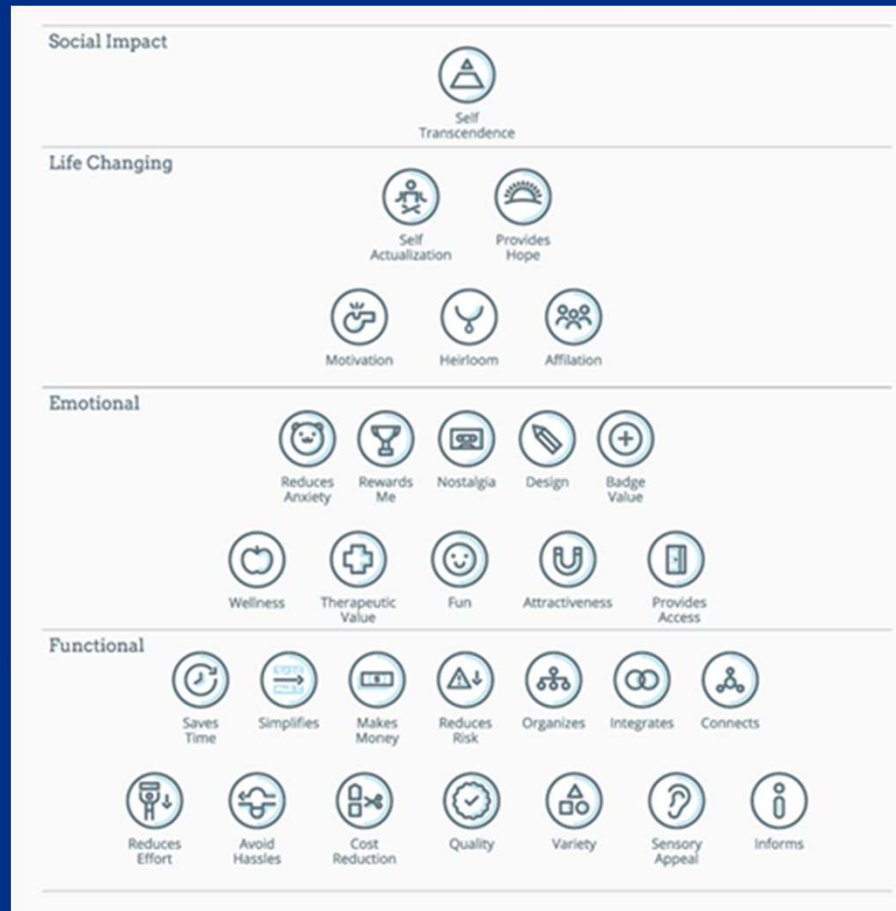 Social Impact
Self
Transcendence
Life Changing
Self
Actualization
Provides
Hope
Motivation
Heirloom
Affilation
Emotional
Reduces
Anxiety
Rewards
Me
Nostalgia
Design
Badge
Value
Wellness
Therapeutic
Value
Fun
Attractiveness
Provides
Access
Functional
Saves
Time
Simplifies
Makes
Money
Reduces
Risk
Organizes
Integrates
Connects
Reduces
Effort
Avoid
Hassles
Cost
Reduction
Quality
Variety
Sensory
Appeal
Informs